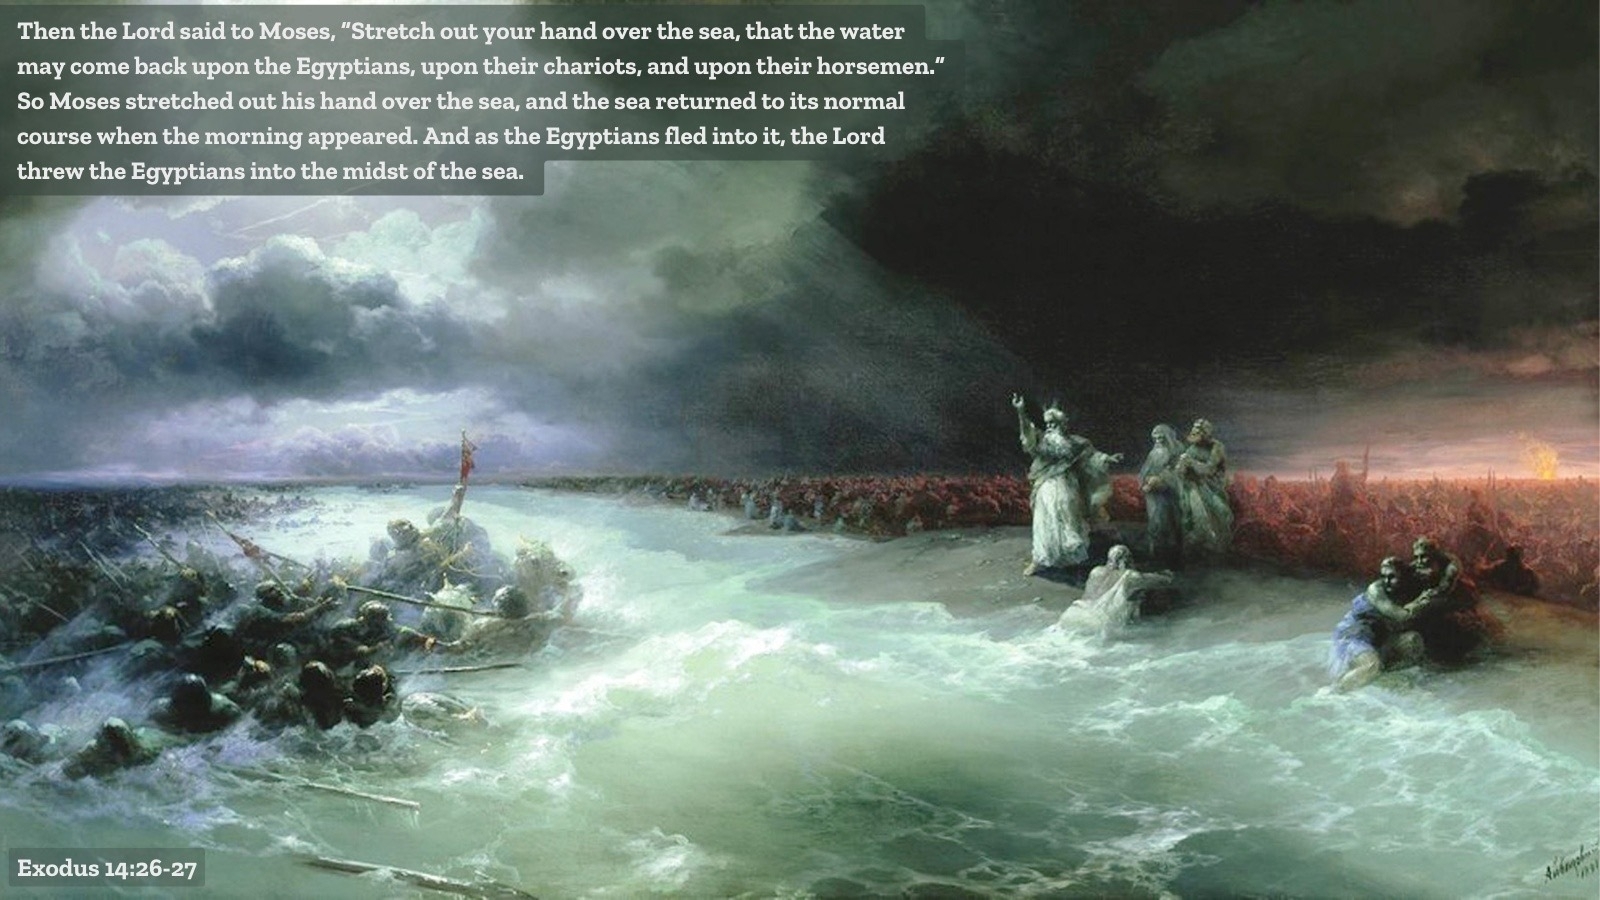 Then the Lord said to Moses, “Stretch out your hand over the sea, that the water
may come back upon the Egyptians, upon their chariots, and upon their horsemen.”
So Moses stretched out his hand over the sea, and the sea returned to its normal
course when the morning appeared. And as the Egyptians fled into it, the Lord
threw the Egyptians into the midst of the sea.
Exodus 14:26-27